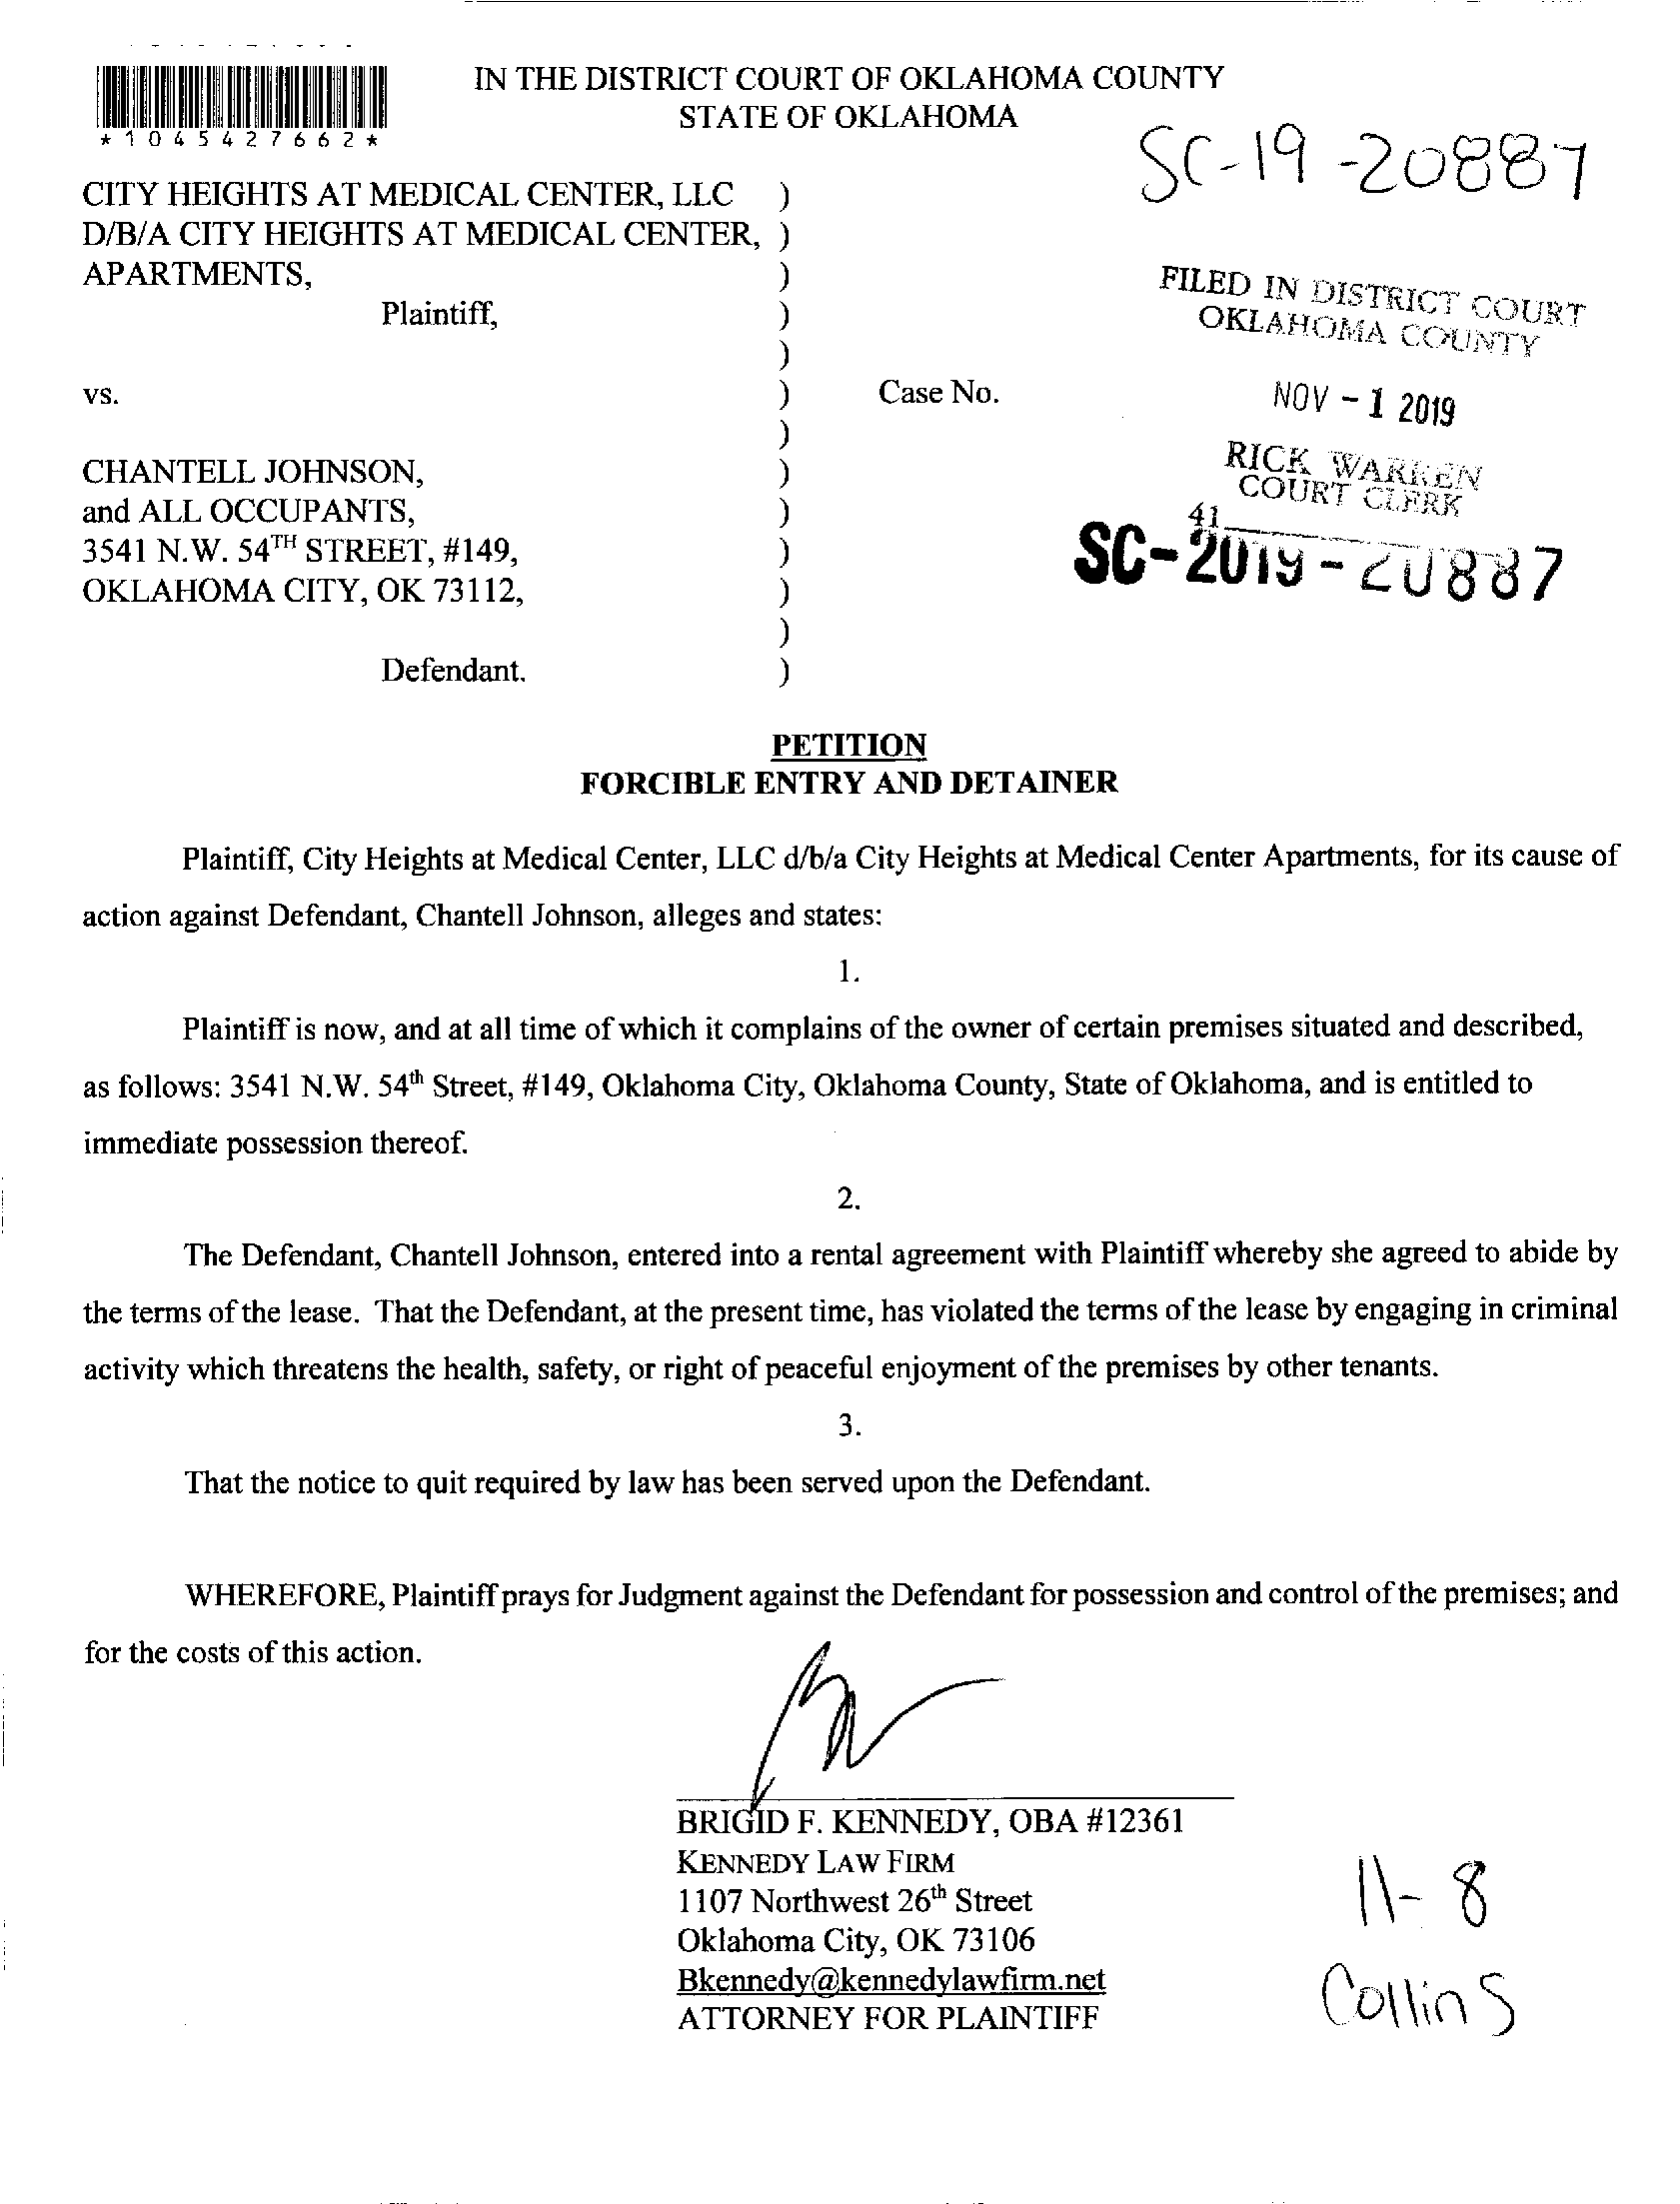 IN THE DISTRICT COURT OF OKLAHOMA COUNTY
STATE OF OKLAHOMA
*1045427662*
SC-19-20887
CITY HEIGHTS AT MEDICAL CENTER, LLC )
D/B/A CITY HEIGHTS AT MEDICAL CENTER, )
APARTMENTS, )
Plaintiff, )
)
vs. ) Case No.
)
CHANTELL JOHNSON, )
and ALL OCCUPANTS, )
3541 N.W. 54TH STREET, #149, )
OKLAHOMA CITY, OK 73112, )
)
Defendant. )
FILED IN DISTRICT COURT
OKLAHOMA COUNTY
NOV - 1 2019
RICK WARREN
COURT CLERK
41
SC-2019-20887
PETITION
FORCIBLE ENTRY AND DETAINER
Plaintiff, City Heights at Medical Center, LLC d/b/a City Heights at Medical Center Apartments, for its cause of
action against Defendant, Chantell Johnson, alleges and states:
1.
Plaintiff is now, and at all time of which it complains of the owner of certain premises situated and described,
as follows: 3541 N.W. 54th Street, #149, Oklahoma City, Oklahoma County, State of Oklahoma, and is entitled to
immediate possession thereof.
2.
The Defendant, Chantell Johnson, entered into a rental agreement with Plaintiff whereby she agreed to abide by
the terms of the lease. That the Defendant, at the present time, has violated the terms of the lease by engaging in criminal
activity which threatens the health, safety, or right of peaceful enjoyment of the premises by other tenants.
3.
That the notice to quit required by law has been served upon the Defendant.
WHEREFORE, Plaintiff prays for Judgment against the Defendant for possession and control of the premises; and
for the costs of this action.
BRIGID F. KENNEDY, OBA #12361
KENNEDY LAW FIRM
1107 Northwest 26th Street
Oklahoma City, OK 73106
Bkennedy@kennedylawfirm.net
ATTORNEY FOR PLAINTIFF
11-8
Collins